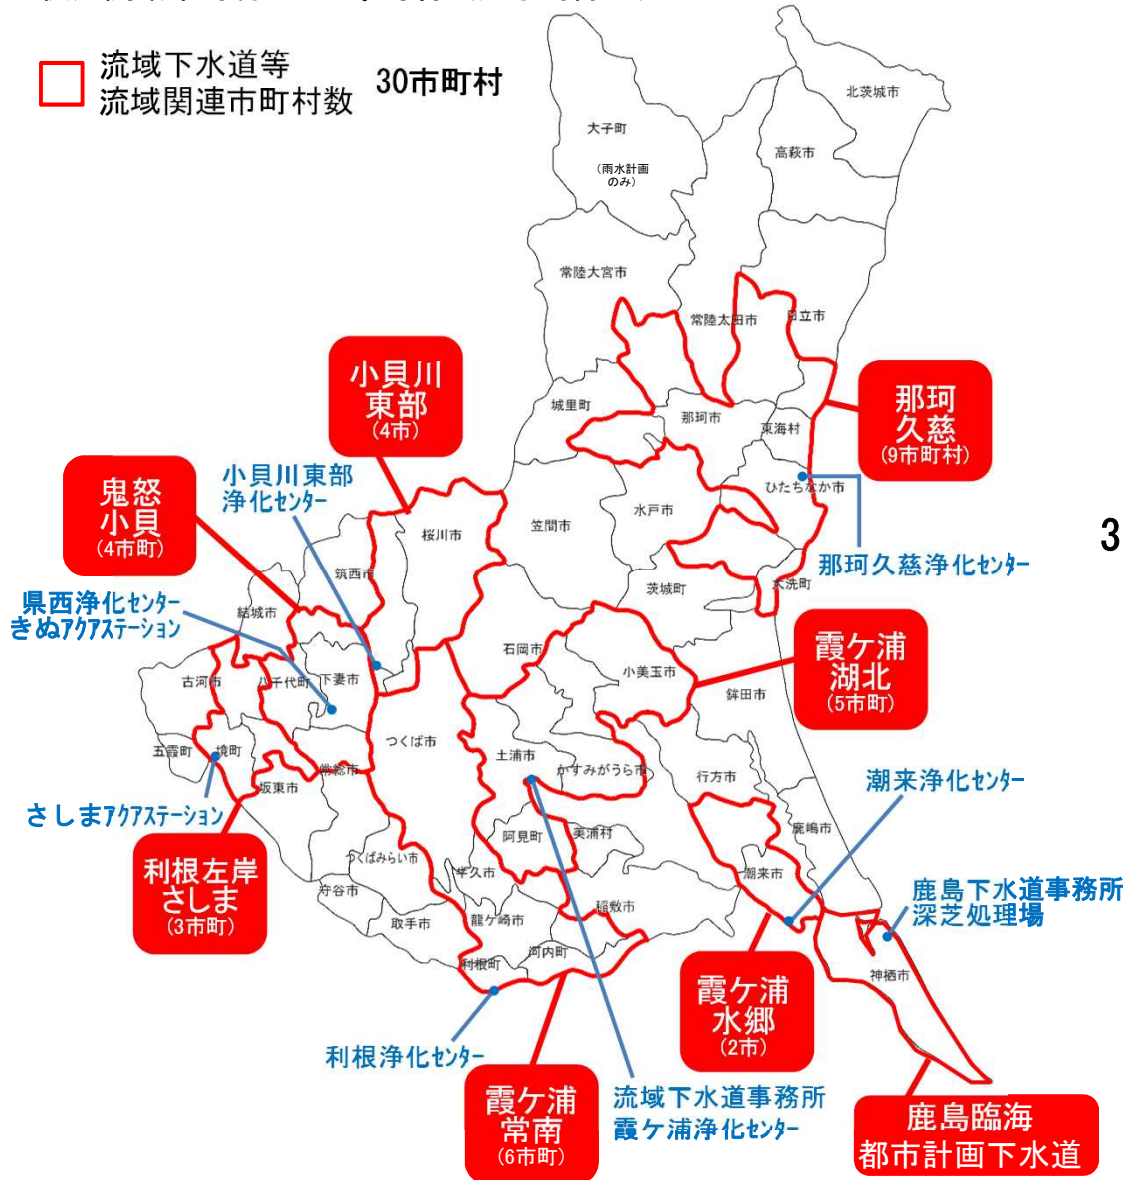 流域下水道等
流域関連市町村数
30市町村
北茨城市
大子町
(雨水計画
のみ)
高萩市
常陸大宮市
常陸太田市
日立市
小貝川
東部
(4市)
那珂
久慈
(9市町村)
城里町
那珂市
東海村
小貝川東部
浄化センター
鬼怒
小貝
(4市町)
ひたちなか市
水戸市
笠間市
桜川市
3
那珂久慈浄化センター
筑西市
茨城町
大洗町
県西浄化センター
きぬアクアステーション
結城市
石岡市
小美玉市
霞ケ浦
湖北
(5市町)
古河市
八千代町
下妻市
鉾田市
つくば市
五霞町
境町
常総市
坂東市
土浦市
かすみがうら市
行方市
潮来浄化センター
さしまアクアステーション
鹿嶋市
阿見町
美浦村
利根左岸
さしま
(3市町)
つくばみらい市
牛久市
潮来市
守谷市
鹿島下水道事務所
深芝処理場
稲敷市
取手市
龍ケ崎市
河内町
利根町
神栖市
霞ケ浦
水郷
(2市)
利根浄化センター
霞ケ浦
常南
(6市町)
流域下水道事務所
霞ケ浦浄化センター
鹿島臨海
都市計画下水道